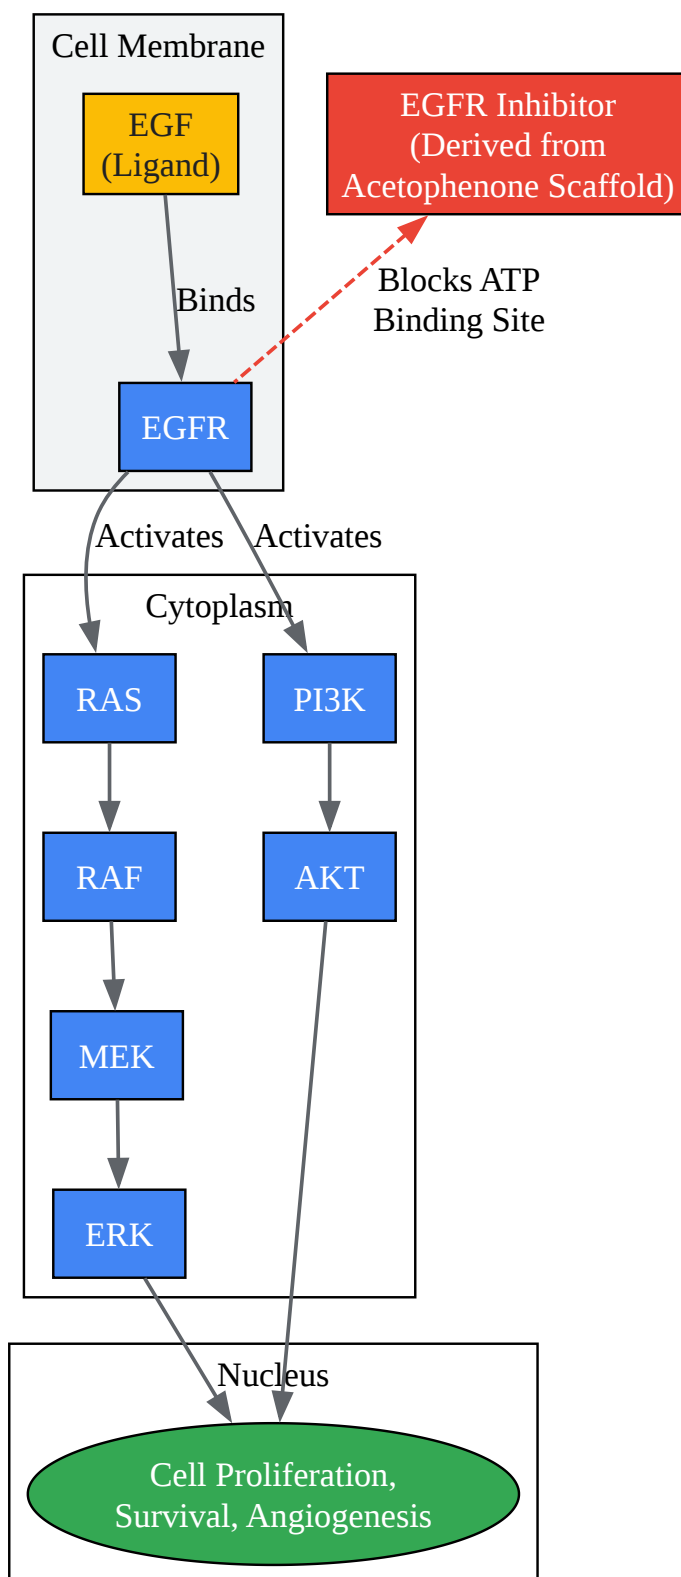 Cell Membrane
EGF
(Ligand)
EGFR Inhibitor
(Derived from
Acetophenone Scaffold)
Binds
Blocks ATP
Binding Site
EGFR
Activates
Activates
Cytoplasm
RAS
PI3K
RAF
AKT
MEK
ERK
Nucleus
Cell Proliferation,
Survival, Angiogenesis